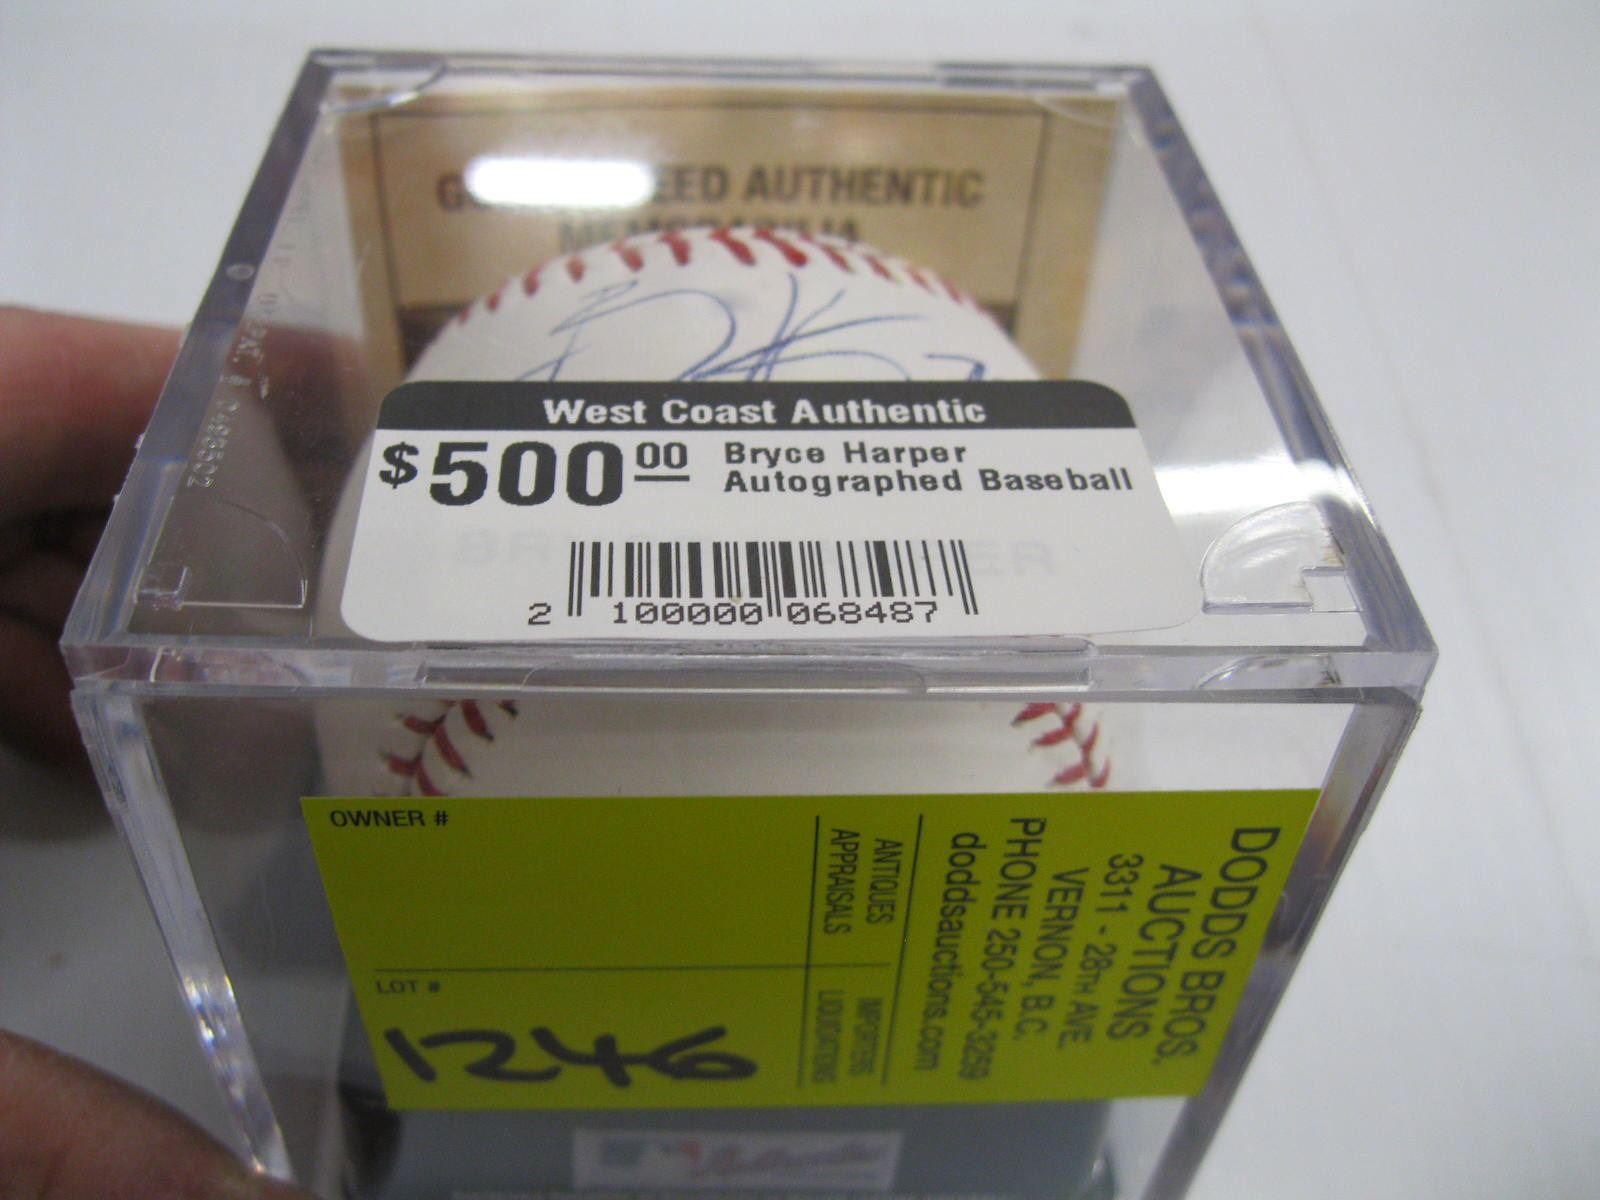 EED AUTHENTIC
MEMORABILIA
West Coast Authentic
$500 00
Bryce Harper
Autographed Baseball
2 100000 068487
OWNER #
LOT #
1246
ANTIQUES
APPRAISALS
IMPORTERS
LIQUIDATIONS
DODDS BROS.
AUCTIONS
3311 - 28TH AVE.
VERNON, B.C.
PHONE 250-545-3259
doddsauctions.com